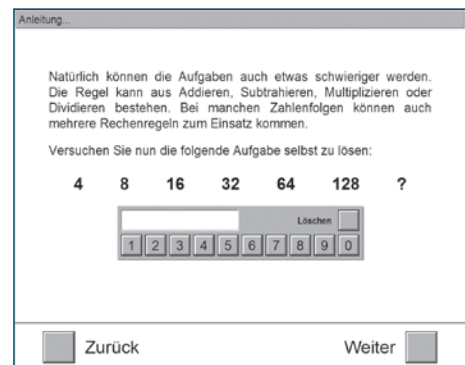 Anleitung...
Natürlich können die Aufgaben auch etwas schwieriger werden.
Die Regel kann aus Addieren, Subtrahieren, Multiplizieren oder
Dividieren bestehen. Bei manchen Zahlenfolgen können auch
mehrere Rechenregeln zum Einsatz kommen.
Versuchen Sie nun die folgende Aufgabe selbst zu lösen:
4 8 16 32 64 128 ?
Löschen
1 2 3 4 5 6 7 8 9 0
Zurück Weiter